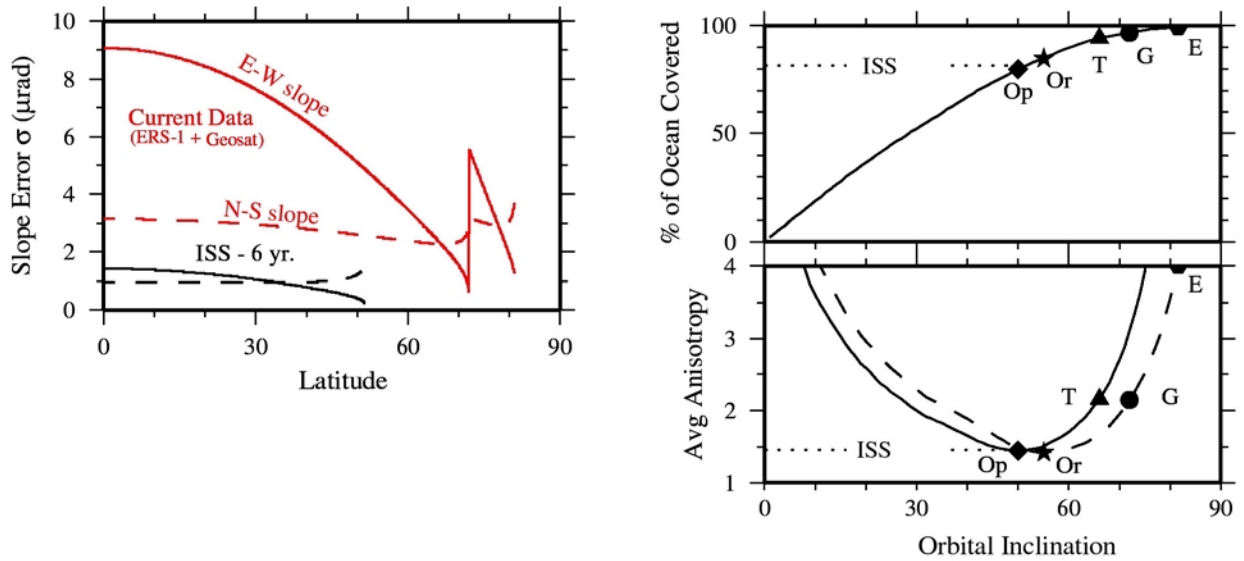 Slope Error σ (μrad)
10
8
6
4
2
0
E-W slope
Current Data
(ERS-1 + Geosat)
N-S slope
ISS - 6 yr.
0 30 60 90
Latitude
% of Ocean Covered
100
50
0
ISS
Op Or T G E
Avg Anisotropy
4
3
2
1
E
T G
ISS
Op Or
0 30 60 90
Orbital Inclination